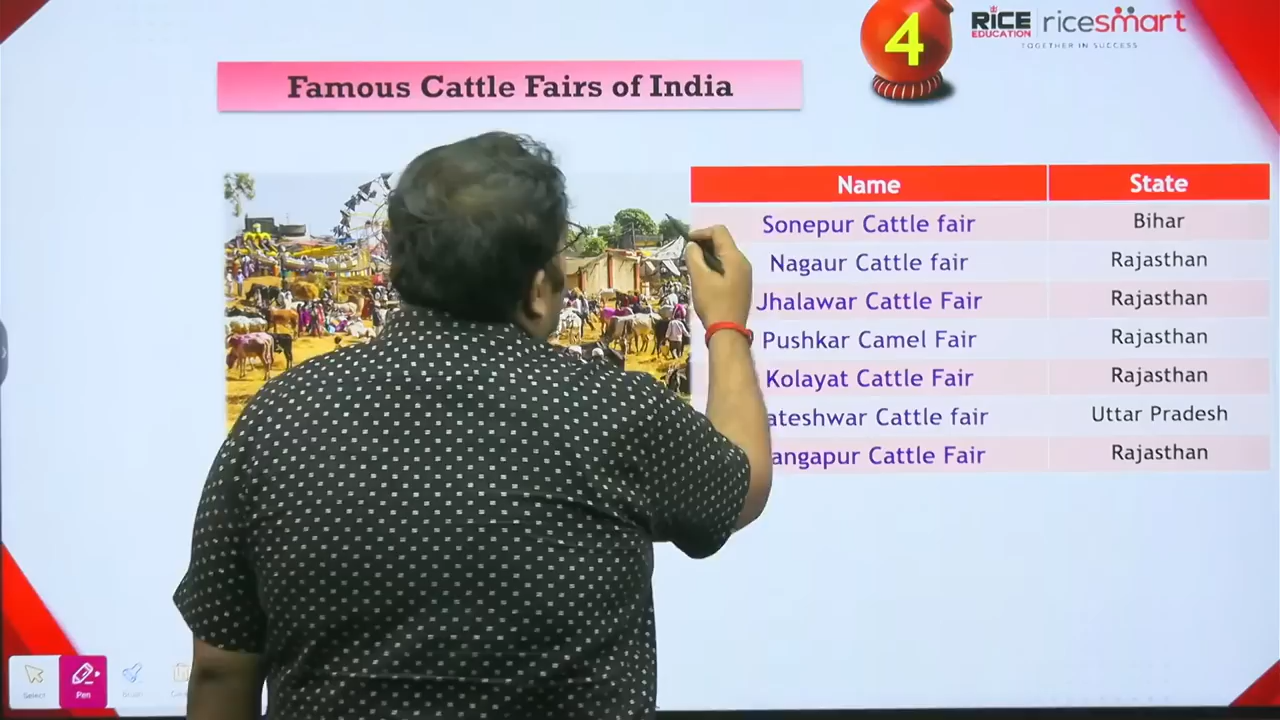 4
RICE EDUCATION | ricesmart
TOGETHER IN SUCCESS
Famous Cattle Fairs of India
Name State
Sonepur Cattle fair Bihar
Nagaur Cattle fair Rajasthan
Jhalawar Cattle Fair Rajasthan
Pushkar Camel Fair Rajasthan
Kolayat Cattle Fair Rajasthan
ateshwar Cattle fair Uttar Pradesh
angapur Cattle Fair Rajasthan
Select Pen Brush